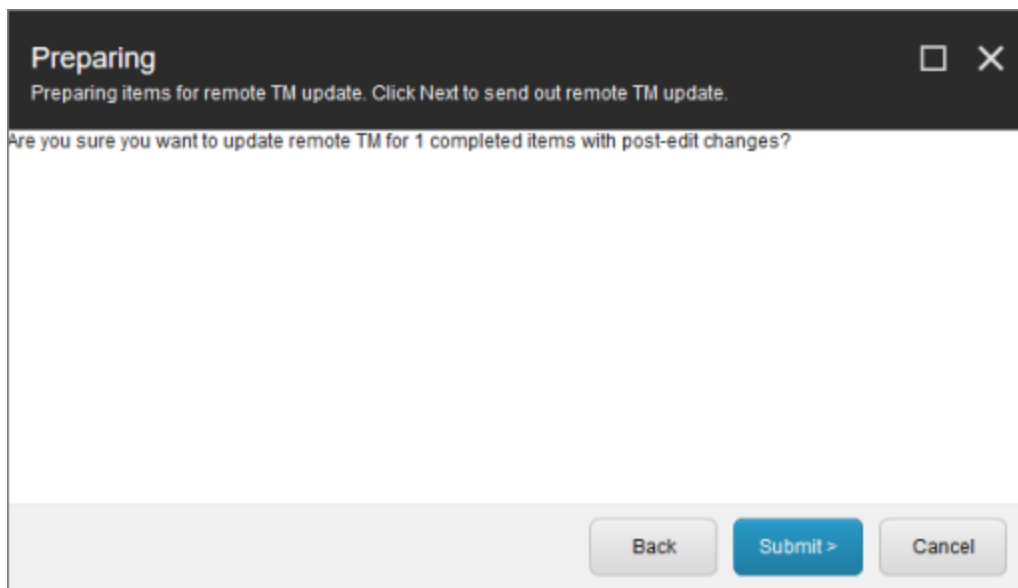 Preparing
Preparing items for remote TM update. Click Next to send out remote TM update.
Are you sure you want to update remote TM for 1 completed items with post-edit changes?
Back
Submit >
Cancel